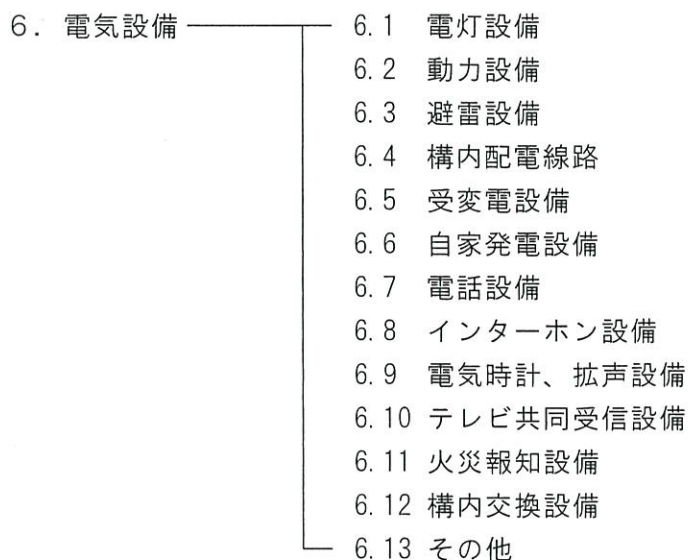 6. 電気設備 6.1 電灯設備
6.2 動力設備
6.3 避雷設備
6.4 構内配電線路
6.5 受変電設備
6.6 自家発電設備
6.7 電話設備
6.8 インターホン設備
6.9 電気時計、拡声設備
6.10 テレビ共同受信設備
6.11 火災報知設備
6.12 構内交換設備
6.13 その他